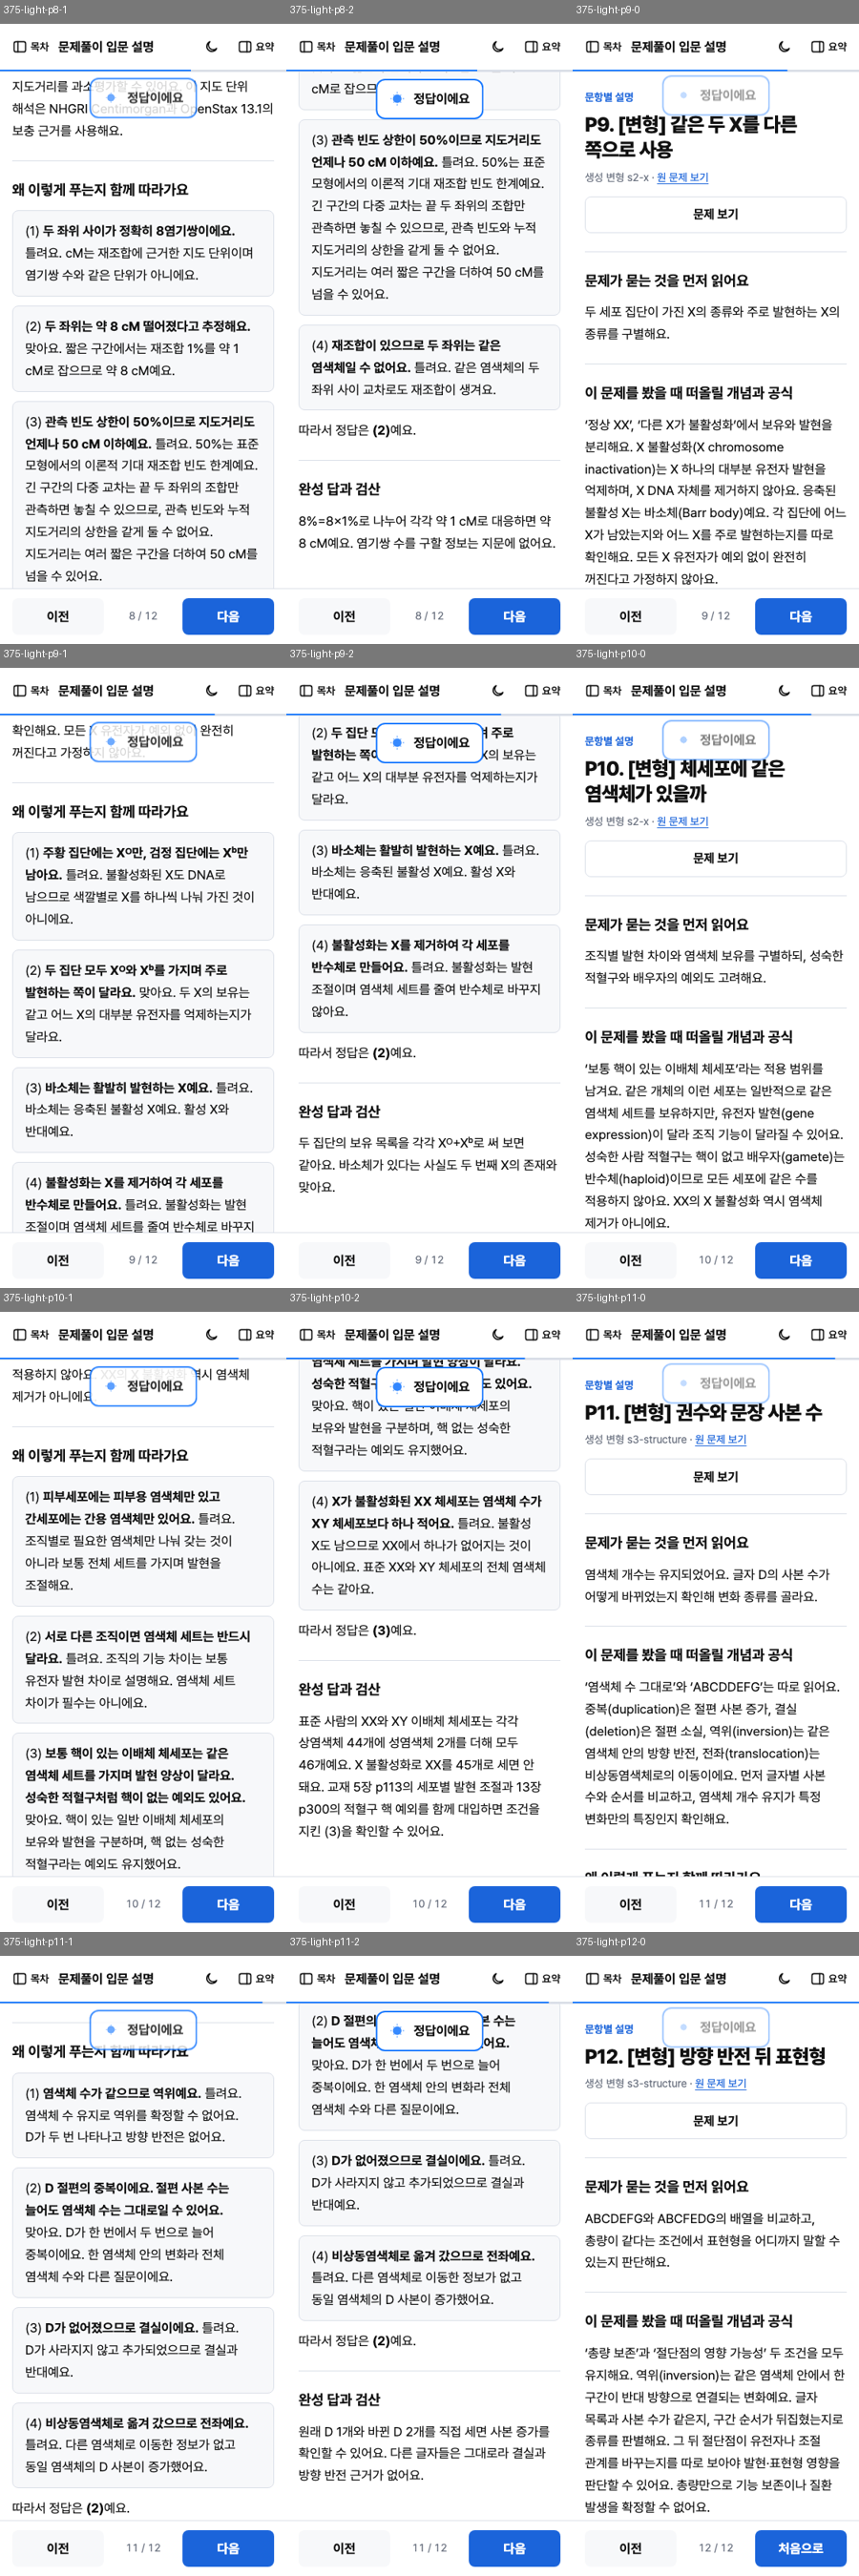 375-light-p8-1
목차 문제풀이 입문 설명 요약
정답이에요
지도거리를 과소평가할 수 있어요. 이 지도 단위
해석은 NHGRI Centimorgan과 OpenStax 13.1의
보충 근거를 사용해요.
왜 이렇게 푸는지 함께 따라가요
(1) 두 좌위 사이가 정확히 8염기쌍이에요.
틀려요. cM는 재조합에 근거한 지도 단위이며
염기쌍 수와 같은 단위가 아니에요.
(2) 두 좌위는 약 8 cM 떨어졌다고 추정해요.
맞아요. 짧은 구간에서는 재조합 1%를 약 1
cM로 잡으므로 약 8 cM예요.
(3) 관측 빈도 상한이 50%이므로 지도거리도
언제나 50 cM 이하예요. 틀려요. 50%는 표준
모형에서의 이론적 기대 재조합 빈도 한계예요.
긴 구간의 다중 교차는 끝 두 좌위의 조합만
관측하면 놓칠 수 있으므로, 관측 빈도와 누적
지도거리의 상한을 같게 둘 수 없어요.
지도거리는 여러 짧은 구간을 더하여 50 cM를
넘을 수 있어요.
이전 8 / 12 다음
375-light-p8-2
목차 문제풀이 입문 설명 요약
정답이에요
cM로 잡으므
(3) 관측 빈도 상한이 50%이므로 지도거리도
언제나 50 cM 이하예요. 틀려요. 50%는 표준
모형에서의 이론적 기대 재조합 빈도 한계예요.
긴 구간의 다중 교차는 끝 두 좌위의 조합만
관측하면 놓칠 수 있으므로, 관측 빈도와 누적
지도거리의 상한을 같게 둘 수 없어요.
지도거리는 여러 짧은 구간을 더하여 50 cM를
넘을 수 있어요.
(4) 재조합이 있으므로 두 좌위는 같은
염색체일 수 없어요. 틀려요. 같은 염색체의 두
좌위 사이 교차로도 재조합이 생겨요.
따라서 정답은 (2)예요.
완성 답과 검산
8%=8×1%로 나누어 각각 약 1 cM로 대응하면 약
8 cM예요. 염기쌍 수를 구할 정보는 지문에 없어요.
이전 8 / 12 다음
375-light-p9-0
목차 문제풀이 입문 설명 요약
정답이에요
문항별 설명
P9. [변형] 같은 두 X를 다른
쪽으로 사용
생성 변형 s2-x · 원 문제 보기
문제 보기
문제가 묻는 것을 먼저 읽어요
두 세포 집단이 가진 X의 종류와 주로 발현하는 X의
종류를 구별해요.
이 문제를 봤을 때 떠올릴 개념과 공식
‘정상 XX’, ‘다른 X가 불활성화’에서 보유와 발현을
분리해요. X 불활성화(X chromosome
inactivation)는 X 하나의 대부분 유전자 발현을
억제하며, X DNA 자체를 제거하지 않아요. 응축된
불활성 X는 바소체(Barr body)예요. 각 집단에 어느
X가 남았는지와 어느 X를 주로 발현하는지를 따로
확인해요. 모든 X 유전자가 예외 없이 완전히
꺼진다고 가정하지 않아요.
이전 9 / 12 다음
375-light-p9-1
목차 문제풀이 입문 설명 요약
정답이에요
확인해요. 모든 X 유전자가 예외 없이 완전히
꺼진다고 가정하지 않아요.
왜 이렇게 푸는지 함께 따라가요
(1) 주황 집단에는 Xᴼ만, 검정 집단에는 Xᵇ만
남아요. 틀려요. 불활성화된 X도 DNA로
남으므로 색깔별로 X를 하나씩 나눠 가진 것이
아니에요.
(2) 두 집단 모두 Xᴼ와 Xᵇ를 가지며 주로
발현하는 쪽이 달라요. 맞아요. 두 X의 보유는
같고 어느 X의 대부분 유전자를 억제하는지가
달라요.
(3) 바소체는 활발히 발현하는 X예요. 틀려요.
바소체는 응축된 불활성 X예요. 활성 X와
반대예요.
(4) 불활성화는 X를 제거하여 각 세포를
반수체로 만들어요. 틀려요. 불활성화는 발현
조절이며 염색체 세트를 줄여 반수체로 바꾸지
이전 9 / 12 다음
375-light-p9-2
목차 문제풀이 입문 설명 요약
정답이에요
(2) 두 집단 주로
발현하는 쪽이 X의 보유는
같고 어느 X의 대부분 유전자를 억제하는지가
달라요.
(3) 바소체는 활발히 발현하는 X예요. 틀려요.
바소체는 응축된 불활성 X예요. 활성 X와
반대예요.
(4) 불활성화는 X를 제거하여 각 세포를
반수체로 만들어요. 틀려요. 불활성화는 발현
조절이며 염색체 세트를 줄여 반수체로 바꾸지
않아요.
따라서 정답은 (2)예요.
완성 답과 검산
두 집단의 보유 목록을 각각 Xᴼ+Xᵇ로 써 보면
같아요. 바소체가 있다는 사실도 두 번째 X의 존재와
맞아요.
이전 9 / 12 다음
375-light-p10-0
목차 문제풀이 입문 설명 요약
정답이에요
문항별 설명
P10. [변형] 체세포에 같은
염색체가 있을까
생성 변형 s2-x · 원 문제 보기
문제 보기
문제가 묻는 것을 먼저 읽어요
조직별 발현 차이와 염색체 보유를 구별하되, 성숙한
적혈구와 배우자의 예외도 고려해요.
이 문제를 봤을 때 떠올릴 개념과 공식
‘보통 핵이 있는 이배체 체세포’라는 적용 범위를
남겨요. 같은 개체의 이런 세포는 일반적으로 같은
염색체 세트를 보유하지만, 유전자 발현(gene
expression)이 달라 조직 기능이 달라질 수 있어요.
성숙한 사람 적혈구는 핵이 없고 배우자(gamete)는
반수체(haploid)이므로 모든 세포에 같은 수를
적용하지 않아요. XX의 X 불활성화 역시 염색체
제거가 아니에요.
이전 10 / 12 다음
375-light-p10-1
목차 문제풀이 입문 설명 요약
정답이에요
적용하지 않아요. XX의 X 불활성화 역시 염색체
제거가 아니에요
왜 이렇게 푸는지 함께 따라가요
(1) 피부세포에는 피부용 염색체만 있고
간세포에는 간용 염색체만 있어요. 틀려요.
조직별로 필요한 염색체만 나눠 갖는 것이
아니라 보통 전체 세트를 가지며 발현을
조절해요.
(2) 서로 다른 조직이면 염색체 세트는 반드시
달라요. 틀려요. 조직의 기능 차이는 보통
유전자 발현 차이로 설명해요. 염색체 세트
차이가 필수는 아니에요.
(3) 보통 핵이 있는 이배체 체세포는 같은
염색체 세트를 가지며 발현 양상이 달라요.
성숙한 적혈구처럼 핵이 없는 예외도 있어요.
맞아요. 핵이 있는 일반 이배체 체세포의
보유와 발현을 구분하며, 핵 없는 성숙한
적혈구라는 예외도 유지했어요.
이전 10 / 12 다음
375-light-p10-2
목차 문제풀이 입문 설명 요약
정답이에요
염색체 세트를 가지며 발현 양상이 달라요.
성숙한 적혈구 도 있어요.
맞아요. 핵이 있는 일반 이배체 체세포의
보유와 발현을 구분하며, 핵 없는 성숙한
적혈구라는 예외도 유지했어요.
(4) X가 불활성화된 XX 체세포는 염색체 수가
XY 체세포보다 하나 적어요. 틀려요. 불활성
X도 남으므로 XX에서 하나가 없어지는 것이
아니에요. 표준 XX와 XY 체세포의 전체 염색체
수는 같아요.
따라서 정답은 (3)예요.
완성 답과 검산
표준 사람의 XX와 XY 이배체 체세포는 각각
상염색체 44개에 성염색체 2개를 더해 모두
46개예요. X 불활성화로 XX를 45개로 세면 안
돼요. 교재 5장 p113의 세포별 발현 조절과 13장
p300의 적혈구 핵 예외를 함께 대입하면 조건을
지킨 (3)을 확인할 수 있어요.
이전 10 / 12 다음
375-light-p11-0
목차 문제풀이 입문 설명 요약
정답이에요
문항별 설명
P11. [변형] 권수와 문장 사본 수
생성 변형 s3-structure · 원 문제 보기
문제 보기
문제가 묻는 것을 먼저 읽어요
염색체 개수는 유지되었어요. 글자 D의 사본 수가
어떻게 바뀌었는지 확인해 변화 종류를 골라요.
이 문제를 봤을 때 떠올릴 개념과 공식
‘염색체 수 그대로’와 ‘ABCDDEFG’는 따로 읽어요.
중복(duplication)은 절편 사본 증가, 결실
(deletion)은 절편 소실, 역위(inversion)는 같은
염색체 안의 방향 반전, 전좌(translocation)는
비상동염색체로의 이동이에요. 먼저 글자별 사본
수와 순서를 비교하고, 염색체 개수 유지가 특정
변화만의 특징인지 확인해요.
왜 이렇게 푸는지 함께 따라가요
이전 11 / 12 다음
375-light-p11-1
목차 문제풀이 입문 설명 요약
정답이에요
왜 이렇게 푸는지 함께 따라가요
(1) 염색체 수가 같으므로 역위예요. 틀려요.
염색체 수 유지로 역위를 확정할 수 없어요.
D가 두 번 나타나고 방향 반전은 없어요.
(2) D 절편의 중복이에요. 절편 사본 수는
늘어도 염색체 수는 그대로일 수 있어요.
맞아요. D가 한 번에서 두 번으로 늘어
중복이에요. 한 염색체 안의 변화라 전체
염색체 수와 다른 질문이에요.
(3) D가 없어졌으므로 결실이에요. 틀려요.
D가 사라지지 않고 추가되었으므로 결실과
반대예요.
(4) 비상동염색체로 옮겨 갔으므로 전좌예요.
틀려요. 다른 염색체로 이동한 정보가 없고
동일 염색체의 D 사본이 증가했어요.
따라서 정답은 (2)예요.
이전 11 / 12 다음
375-light-p11-2
목차 문제풀이 입문 설명 요약
정답이에요
(2) D 절편의 본 수는
늘어도 염색체 어요.
맞아요. D가 한 번에서 두 번으로 늘어
중복이에요. 한 염색체 안의 변화라 전체
염색체 수와 다른 질문이에요.
(3) D가 없어졌으므로 결실이에요. 틀려요.
D가 사라지지 않고 추가되었으므로 결실과
반대예요.
(4) 비상동염색체로 옮겨 갔으므로 전좌예요.
틀려요. 다른 염색체로 이동한 정보가 없고
동일 염색체의 D 사본이 증가했어요.
따라서 정답은 (2)예요.
완성 답과 검산
원래 D 1개와 바뀐 D 2개를 직접 세면 사본 증가를
확인할 수 있어요. 다른 글자들은 그대로라 결실과
방향 반전 근거가 없어요.
이전 11 / 12 다음
375-light-p12-0
목차 문제풀이 입문 설명 요약
정답이에요
문항별 설명
P12. [변형] 방향 반전 뒤 표현형
생성 변형 s3-structure · 원 문제 보기
문제 보기
문제가 묻는 것을 먼저 읽어요
ABCDEFG와 ABCFEDG의 배열을 비교하고,
총량이 같다는 조건에서 표현형을 어디까지 말할 수
있는지 판단해요.
이 문제를 봤을 때 떠올릴 개념과 공식
‘총량 보존’과 ‘절단점의 영향 가능성’ 두 조건을 모두
유지해요. 역위(inversion)는 같은 염색체 안에서 한
구간이 반대 방향으로 연결되는 변화예요. 글자
목록과 사본 수가 같은지, 구간 순서가 뒤집혔는지로
종류를 판별해요. 그 뒤 절단점이 유전자나 조절
관계를 바꾸는지를 따로 보아야 발현·표현형 영향을
판단할 수 있어요. 총량만으로 기능 보존이나 질환
발생을 확정할 수 없어요.
이전 12 / 12 처음으로